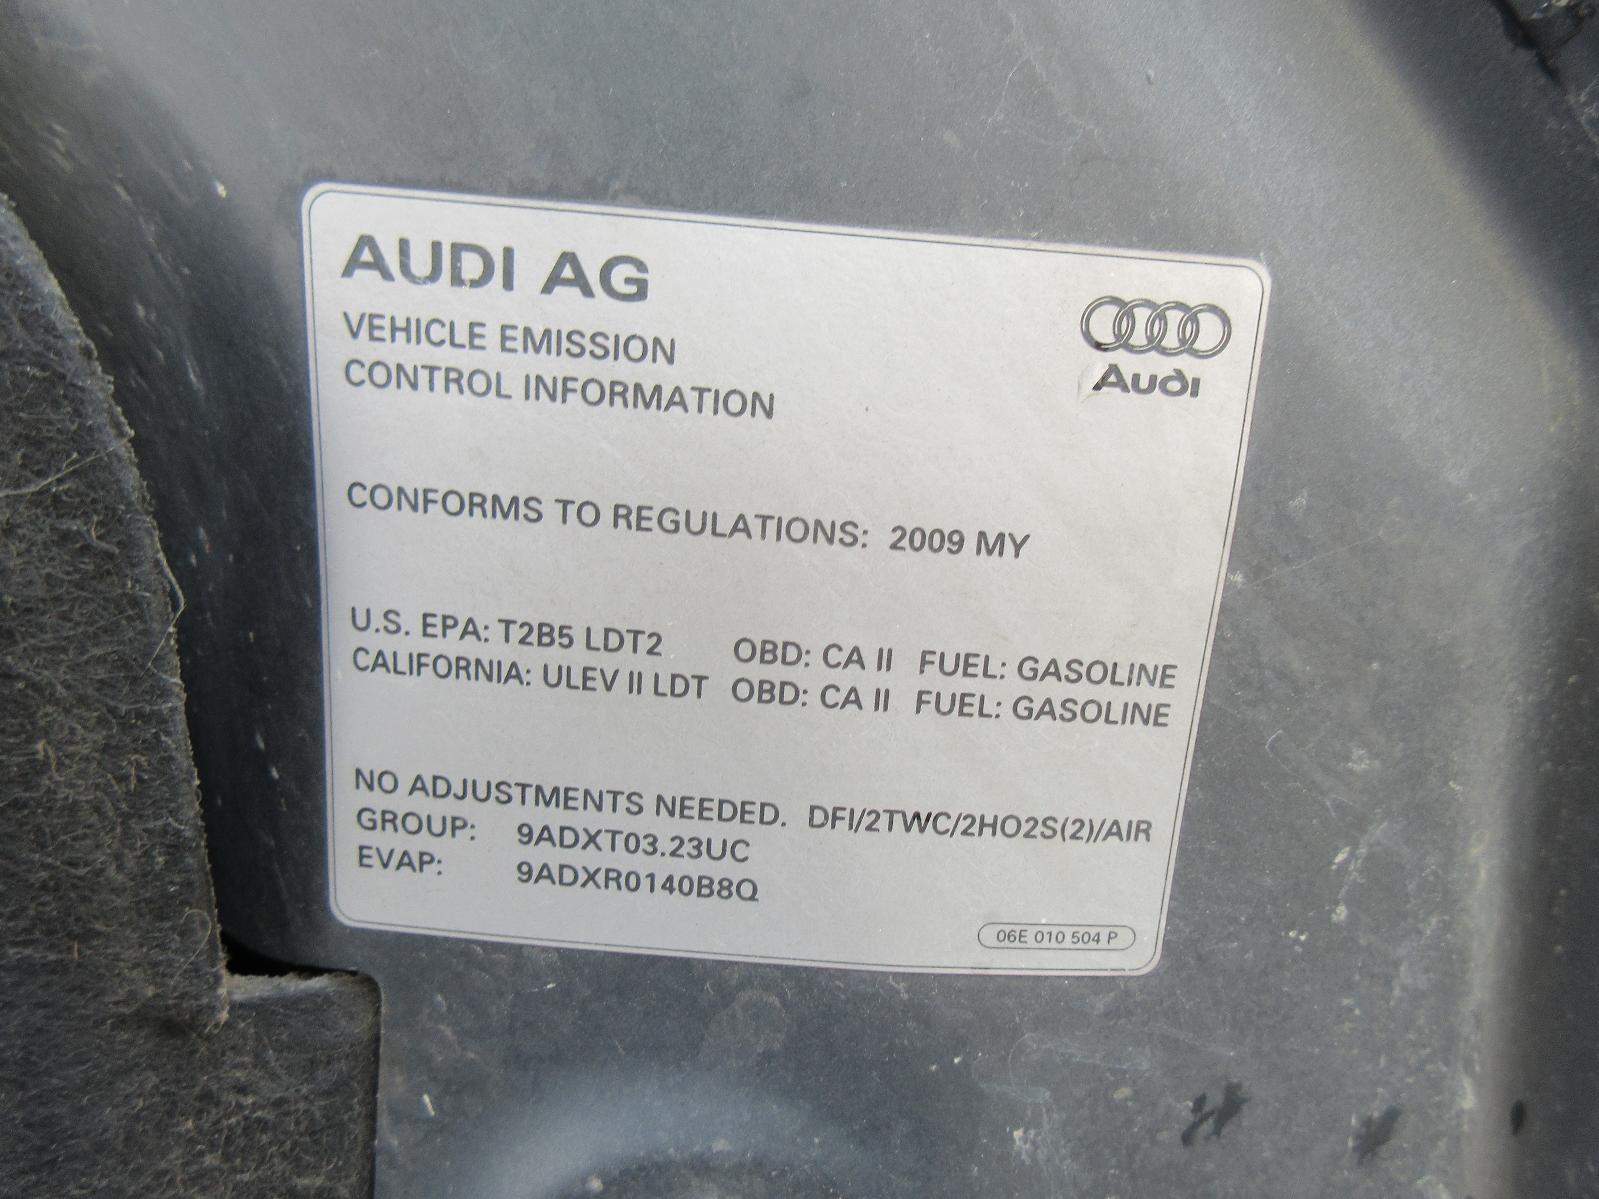 AUDI AG
VEHICLE EMISSION
CONTROL INFORMATION
Audi
CONFORMS TO REGULATIONS: 2009 MY
U.S. EPA: T2B5 LDT2 OBD: CA II FUEL: GASOLINE
CALIFORNIA: ULEV II LDT OBD: CA II FUEL: GASOLINE
NO ADJUSTMENTS NEEDED. DFI/2TWC/2HO2S(2)/AIR
GROUP: 9ADXT03.23UC
EVAP: 9ADXR0140B8Q
06E 010 504 P